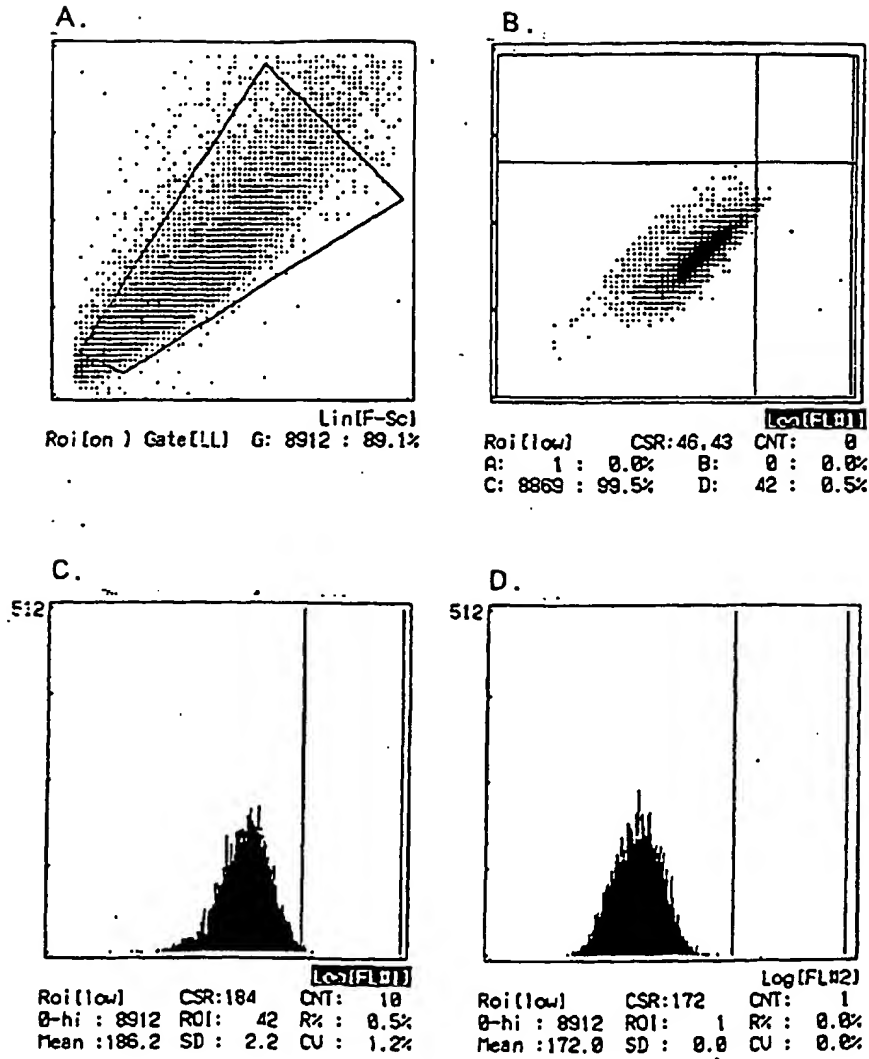 A.
B.
Lin[F-Sc]
Roi[on ) Gate[LL] G: 8912 : 89.1%
Log[FL#1]
Roi[low] CSR:46,43 CNT: 0
A: 1 : 0.0% B: 0 : 0.0%
C: 8869 : 99.5% D: 42 : 0.5%
C.
D.
512
512
Log[FL#1]
Roi[low] CSR:184 CNT: 10
0-hi : 8912 ROI: 42 R% : 0.5%
Mean :186.2 SD : 2.2 CV : 1.2%
Log[FL#2]
Roi[low] CSR:172 CNT: 1
0-hi : 8912 ROI: 1 R% : 0.0%
Mean :172.0 SD : 0.0 CV : 0.0%